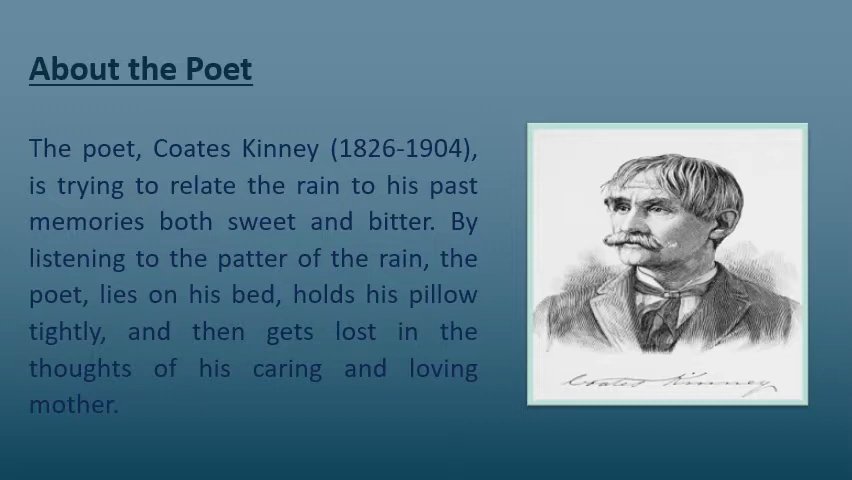 About the Poet
The poet, Coates Kinney (1826-1904),
is trying to relate the rain to his past
memories both sweet and bitter. By
listening to the patter of the rain, the
poet, lies on his bed, holds his pillow
tightly, and then gets lost in the
thoughts of his caring and loving
mother.
Coates Kinney